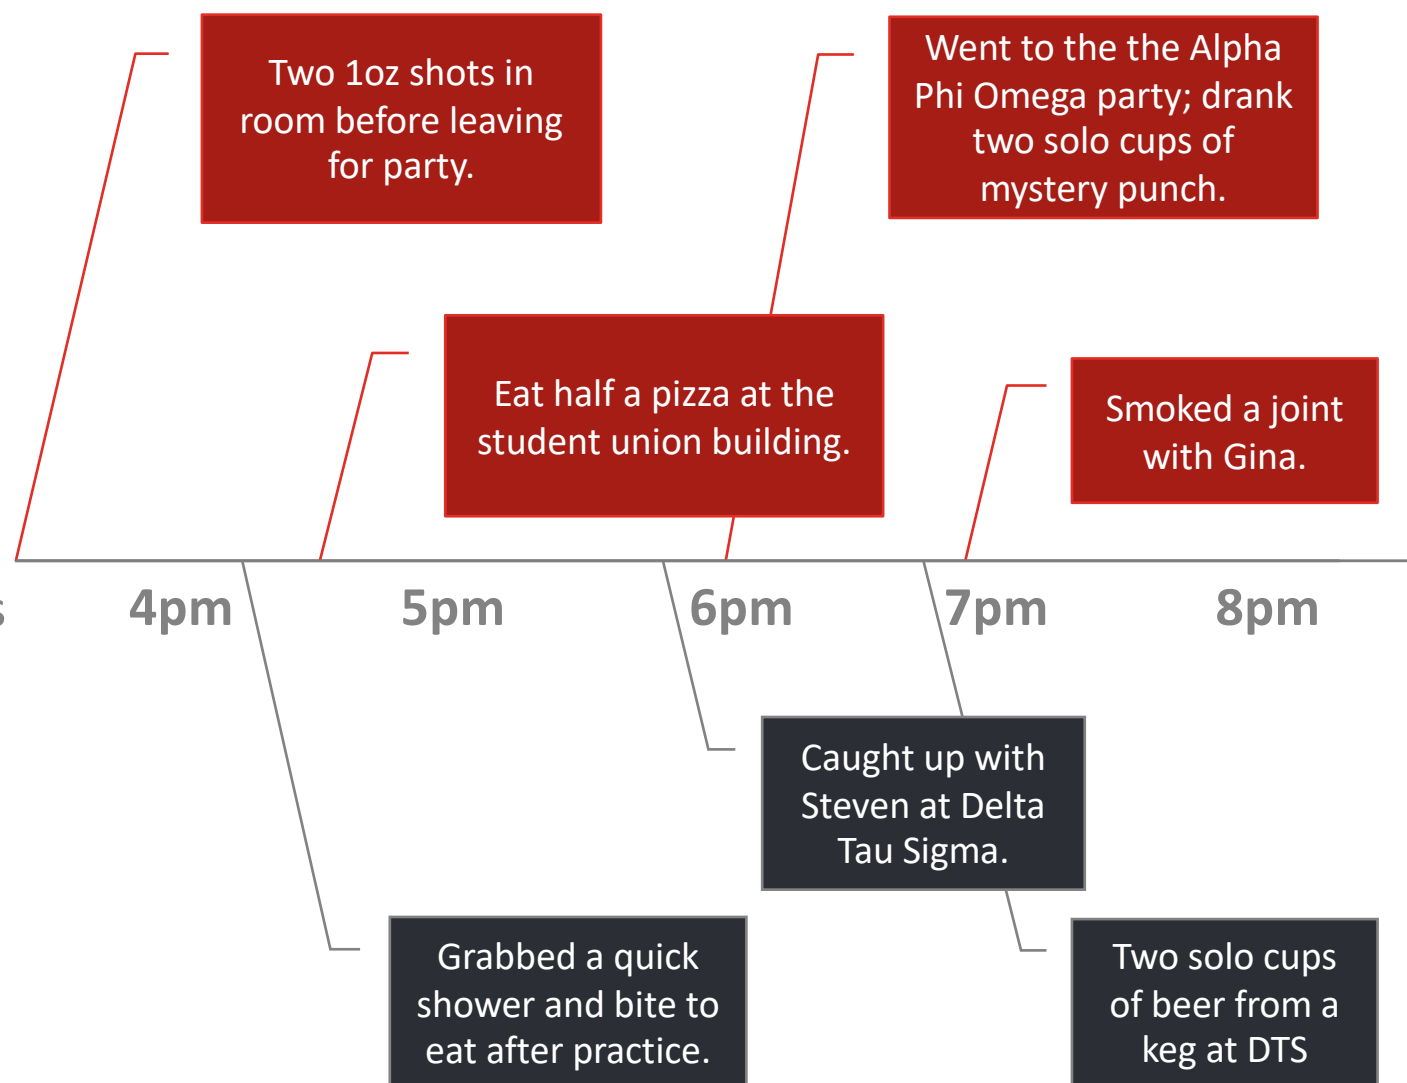 Two 1oz shots in
room before leaving
for party.
Went to the the Alpha
Phi Omega party; drank
two solo cups of
mystery punch.
Eat half a pizza at the
student union building.
Smoked a joint
with Gina.
s
4pm
5pm
6pm
7pm
8pm
Caught up with
Steven at Delta
Tau Sigma.
Grabbed a quick
shower and bite to
eat after practice.
Two solo cups
of beer from a
keg at DTS